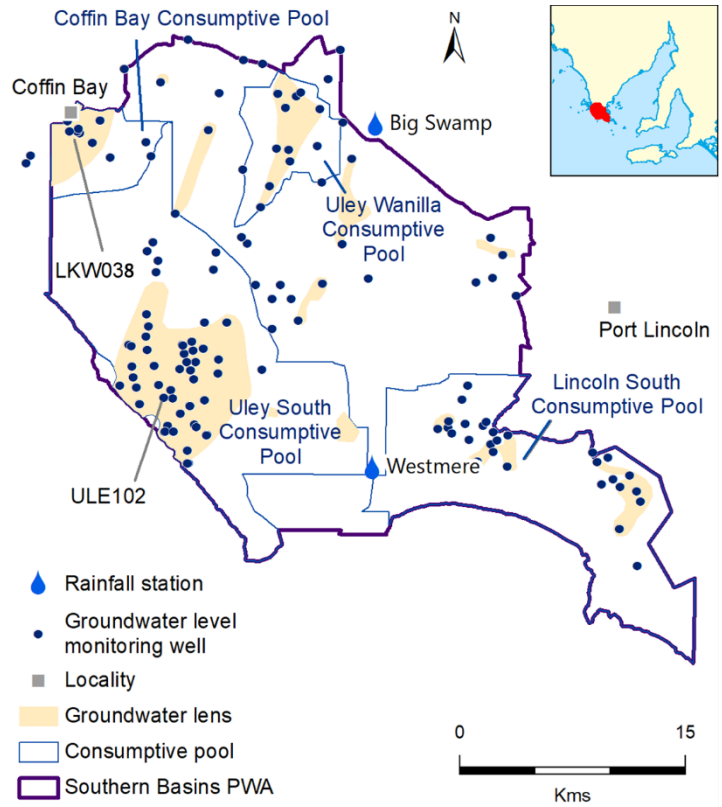 Coffin Bay Consumptive Pool
N
Coffin Bay
Big Swamp
Uley Wanilla
Consumptive
Pool
LKW038
Port Lincoln
Lincoln South
Consumptive Pool
Uley South
Consumptive
Pool
Westmere
ULE102
Rainfall station
Groundwater level
monitoring well
Locality
Groundwater lens
Consumptive pool
Southern Basins PWA
0
15
Kms